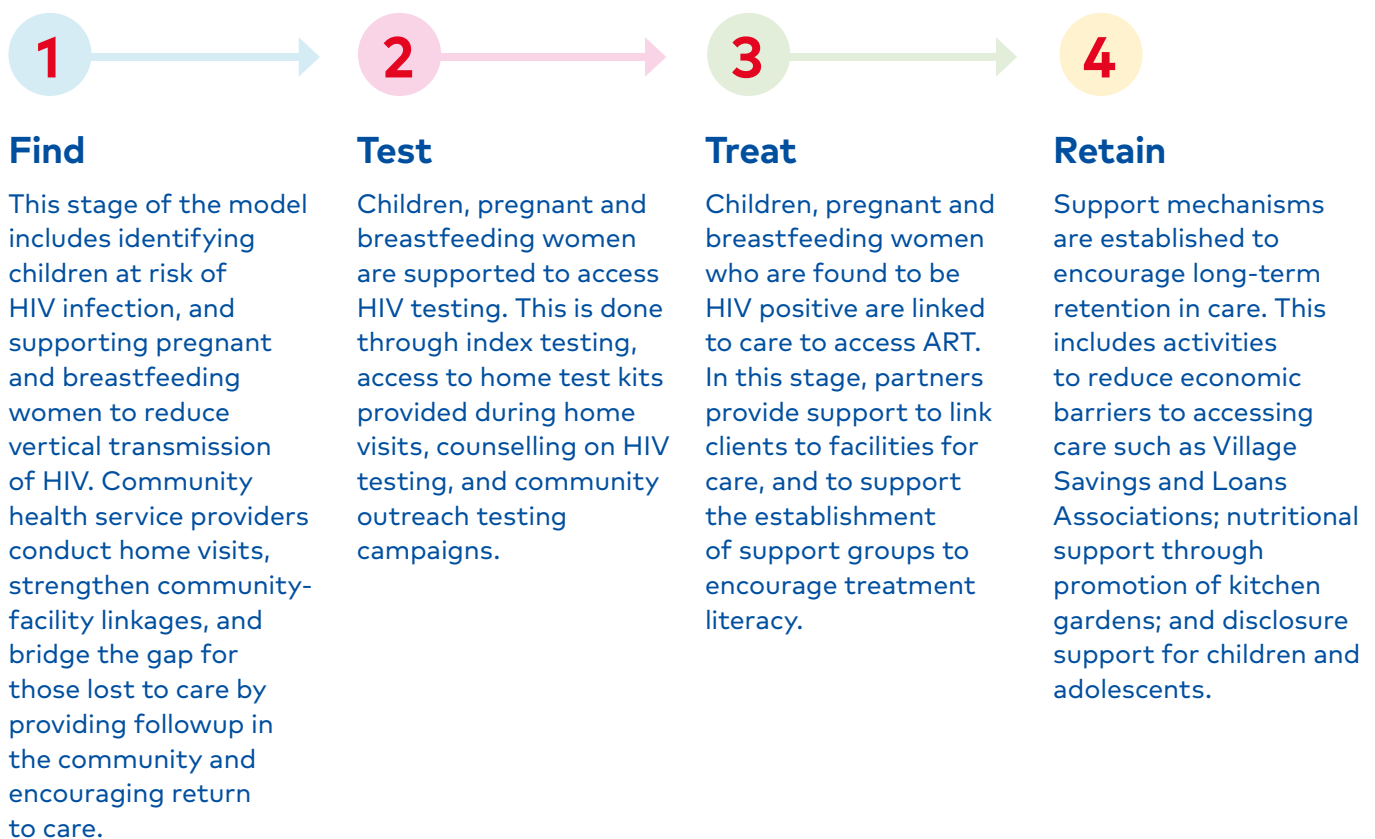 1
Find
This stage of the model
includes identifying
children at risk of
HIV infection, and
supporting pregnant
and breastfeeding
women to reduce
vertical transmission
of HIV. Community
health service providers
conduct home visits,
strengthen community-
facility linkages, and
bridge the gap for
those lost to care by
providing followup in
the community and
encouraging return
to care.
2
Test
Children, pregnant and
breastfeeding women
are supported to access
HIV testing. This is done
through index testing,
access to home test kits
provided during home
visits, counselling on HIV
testing, and community
outreach testing
campaigns.
3
Treat
Children, pregnant and
breastfeeding women
who are found to be
HIV positive are linked
to care to access ART.
In this stage, partners
provide support to link
clients to facilities for
care, and to support
the establishment
of support groups to
encourage treatment
literacy.
4
Retain
Support mechanisms
are established to
encourage long-term
retention in care. This
includes activities
to reduce economic
barriers to accessing
care such as Village
Savings and Loans
Associations; nutritional
support through
promotion of kitchen
gardens; and disclosure
support for children and
adolescents.